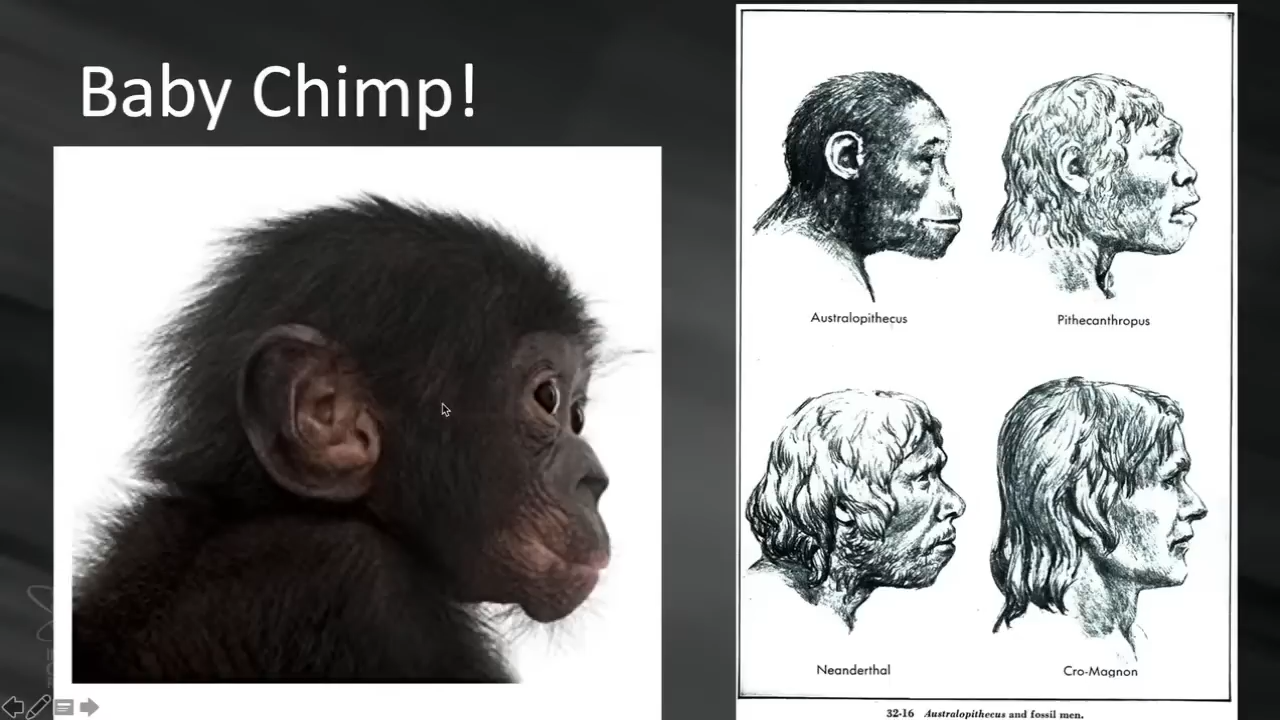 Baby Chimp!
Australopithecus
Pithecanthropus
Neanderthal
Cro-Magnon
32-16 Australopithecus and fossil men.